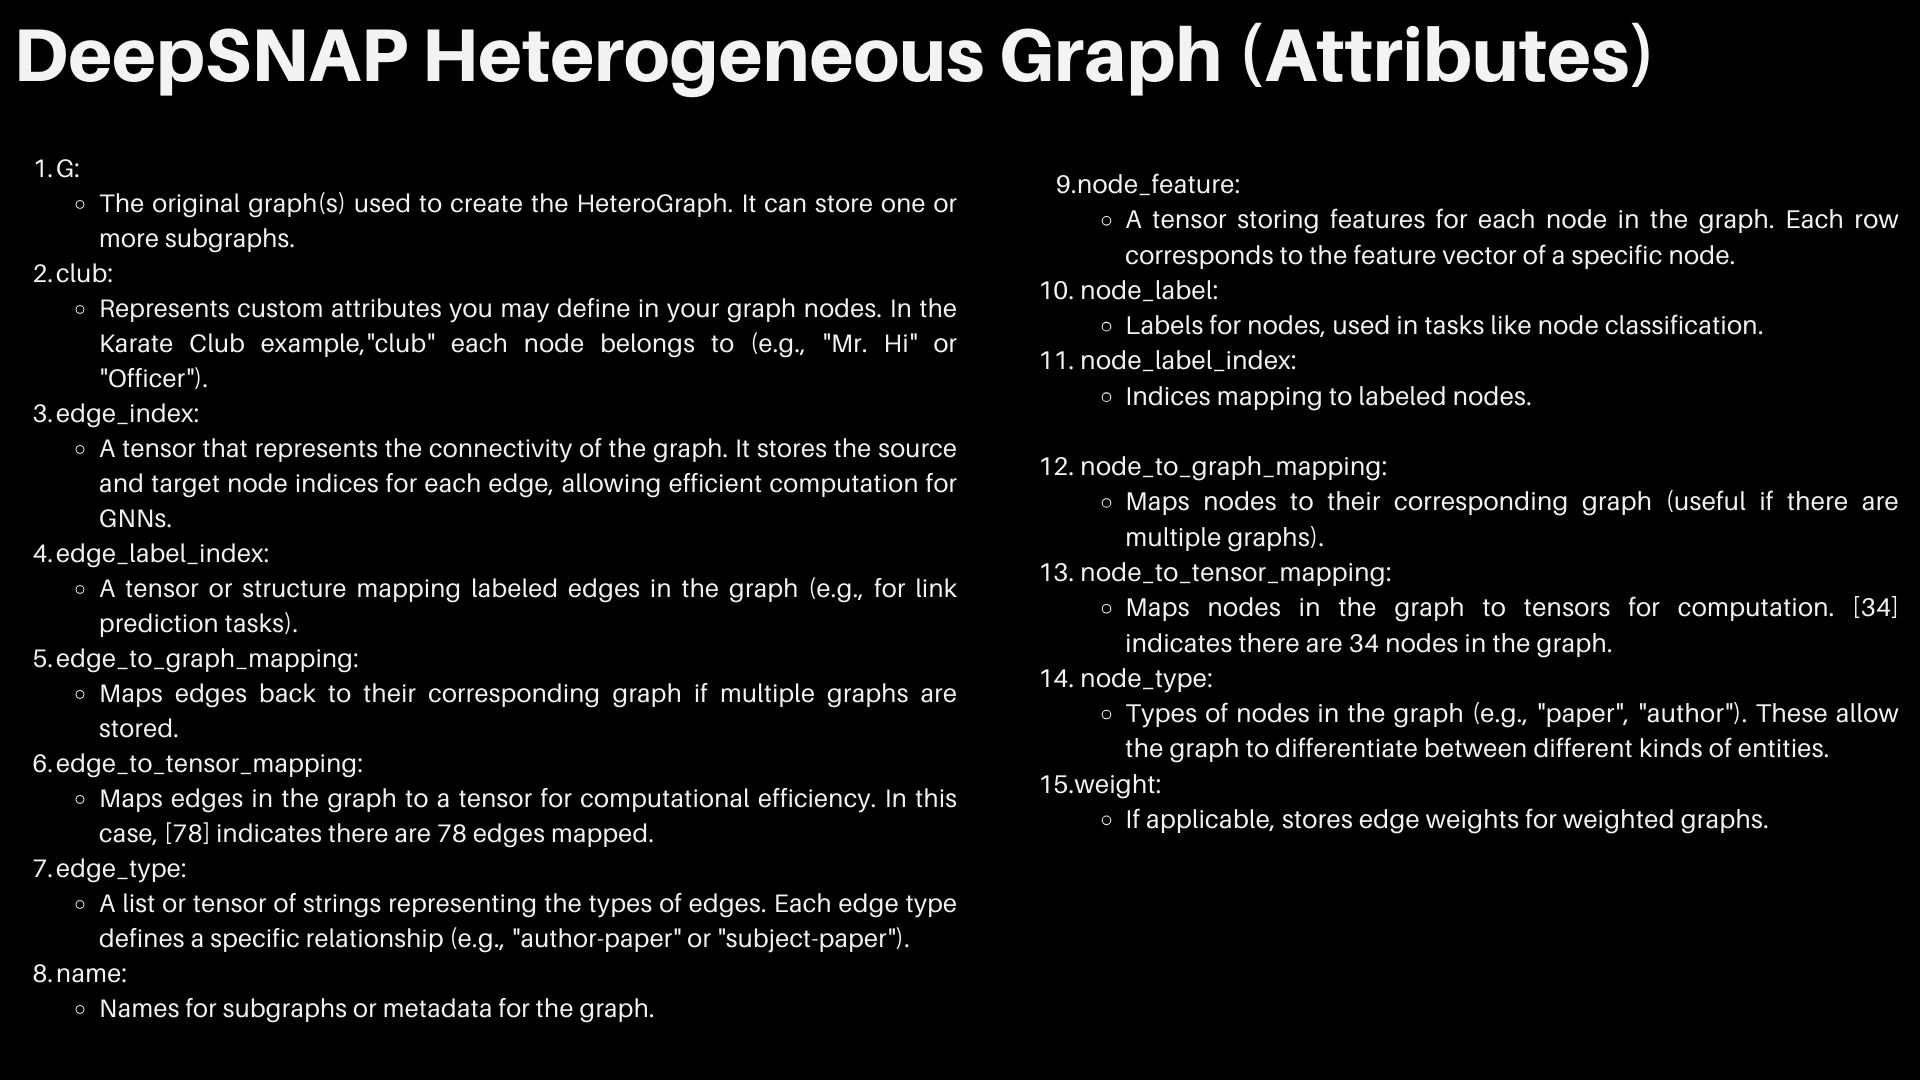 DeepSNAP Heterogeneous Graph (Attributes)
1. G:
◦ The original graph(s) used to create the HeteroGraph. It can store one or
more subgraphs.
2. club:
◦ Represents custom attributes you may define in your graph nodes. In the
Karate Club example,"club" each node belongs to (e.g., "Mr. Hi" or
"Officer").
3. edge_index:
◦ A tensor that represents the connectivity of the graph. It stores the source
and target node indices for each edge, allowing efficient computation for
GNNs.
4. edge_label_index:
◦ A tensor or structure mapping labeled edges in the graph (e.g., for link
prediction tasks).
5. edge_to_graph_mapping:
◦ Maps edges back to their corresponding graph if multiple graphs are
stored.
6. edge_to_tensor_mapping:
◦ Maps edges in the graph to a tensor for computational efficiency. In this
case, [78] indicates there are 78 edges mapped.
7. edge_type:
◦ A list or tensor of strings representing the types of edges. Each edge type
defines a specific relationship (e.g., "author-paper" or "subject-paper").
8. name:
◦ Names for subgraphs or metadata for the graph.
9.node_feature:
◦ A tensor storing features for each node in the graph. Each row
corresponds to the feature vector of a specific node.
10. node_label:
◦ Labels for nodes, used in tasks like node classification.
11. node_label_index:
◦ Indices mapping to labeled nodes.
12. node_to_graph_mapping:
◦ Maps nodes to their corresponding graph (useful if there are
multiple graphs).
13. node_to_tensor_mapping:
◦ Maps nodes in the graph to tensors for computation. [34]
indicates there are 34 nodes in the graph.
14. node_type:
◦ Types of nodes in the graph (e.g., "paper", "author"). These allow
the graph to differentiate between different kinds of entities.
15.weight:
◦ If applicable, stores edge weights for weighted graphs.